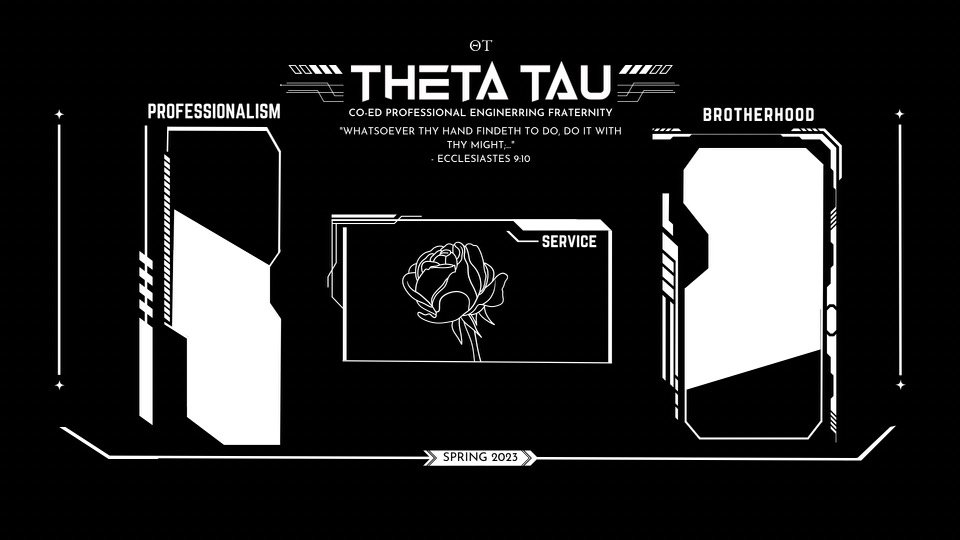 ΘΤ
THETA TAU
CO-ED PROFESSIONAL ENGINERRING FRATERNITY
PROFESSIONALISM
BROTHERHOOD
"WHATSOEVER THY HAND FINDETH TO DO, DO IT WITH
THY MIGHT;..."
- ECCLESIASTES 9:10
SERVICE
SPRING 2023